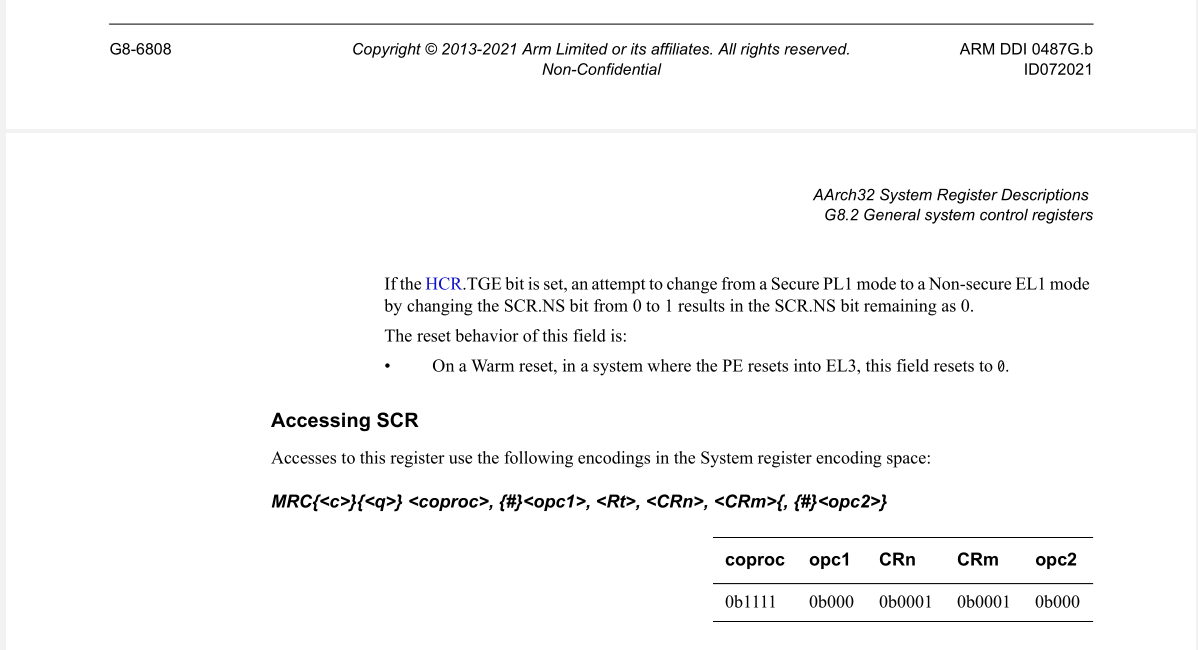 G8-6808 Copyright © 2013-2021 Arm Limited or its affiliates. All rights reserved. ARM DDI 0487G.b
Non-Confidential ID072021
AArch32 System Register Descriptions
G8.2 General system control registers
If the HCR.TGE bit is set, an attempt to change from a Secure PL1 mode to a Non-secure EL1 mode
by changing the SCR.NS bit from 0 to 1 results in the SCR.NS bit remaining as 0.
The reset behavior of this field is:
• On a Warm reset, in a system where the PE resets into EL3, this field resets to 0.
Accessing SCR
Accesses to this register use the following encodings in the System register encoding space:
MRC{<c>}{<q>} <coproc>, {#}<opc1>, <Rt>, <CRn>, <CRm>{, {#}<opc2>}
coproc opc1 CRn CRm opc2
0b1111 0b000 0b0001 0b0001 0b000